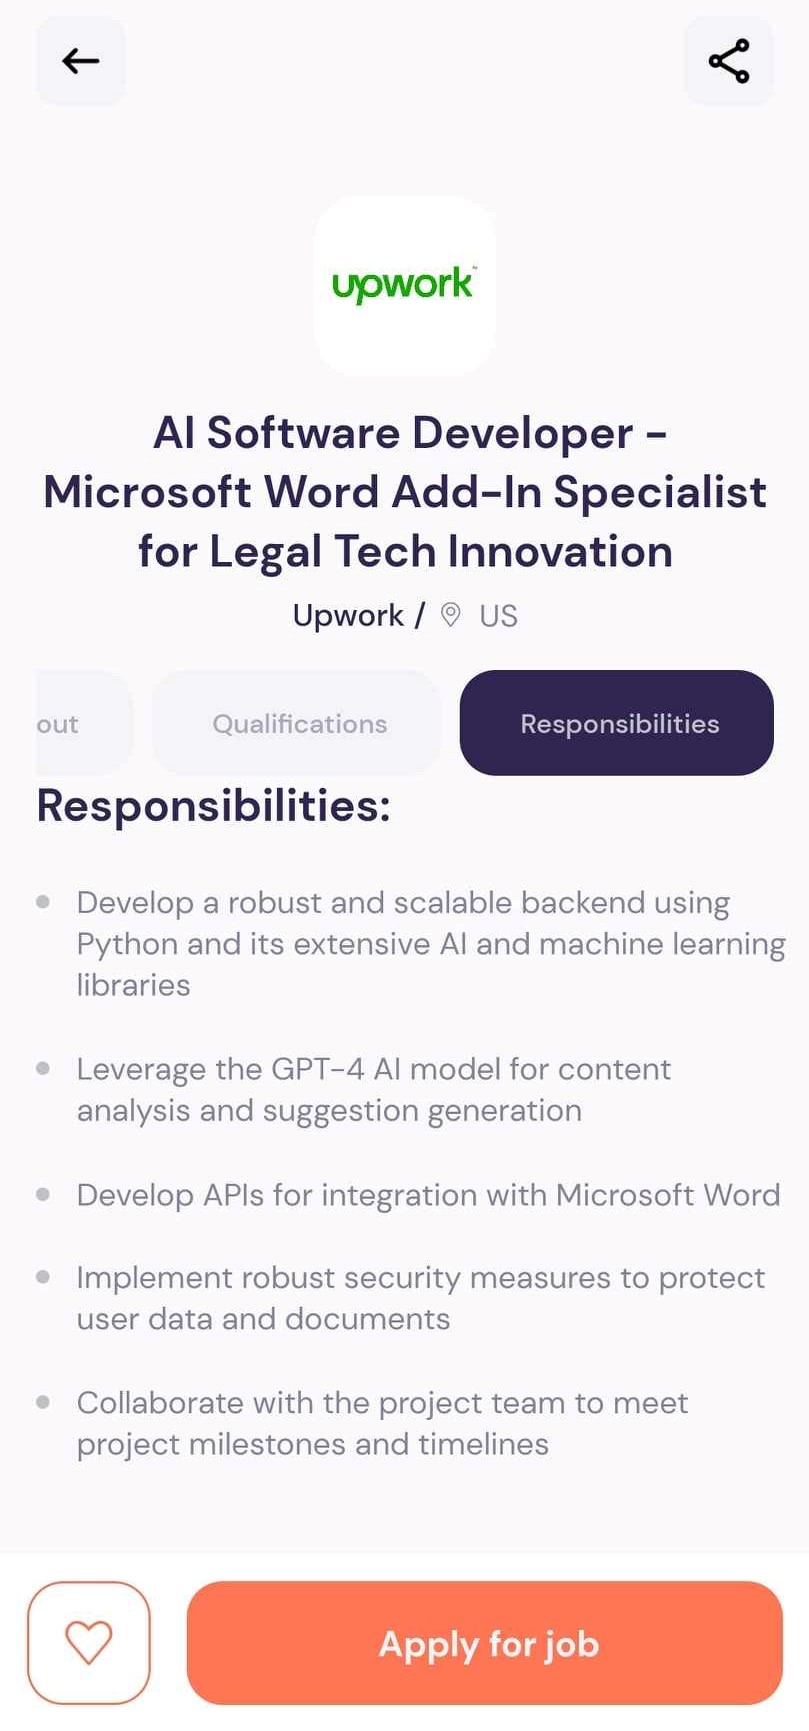 upwork™
AI Software Developer -
Microsoft Word Add-In Specialist
for Legal Tech Innovation
Upwork / US
out
Qualifications
Responsibilities
Responsibilities:
Develop a robust and scalable backend using
Python and its extensive AI and machine learning
libraries
Leverage the GPT-4 AI model for content
analysis and suggestion generation
Develop APIs for integration with Microsoft Word
Implement robust security measures to protect
user data and documents
Collaborate with the project team to meet
project milestones and timelines
Apply for job